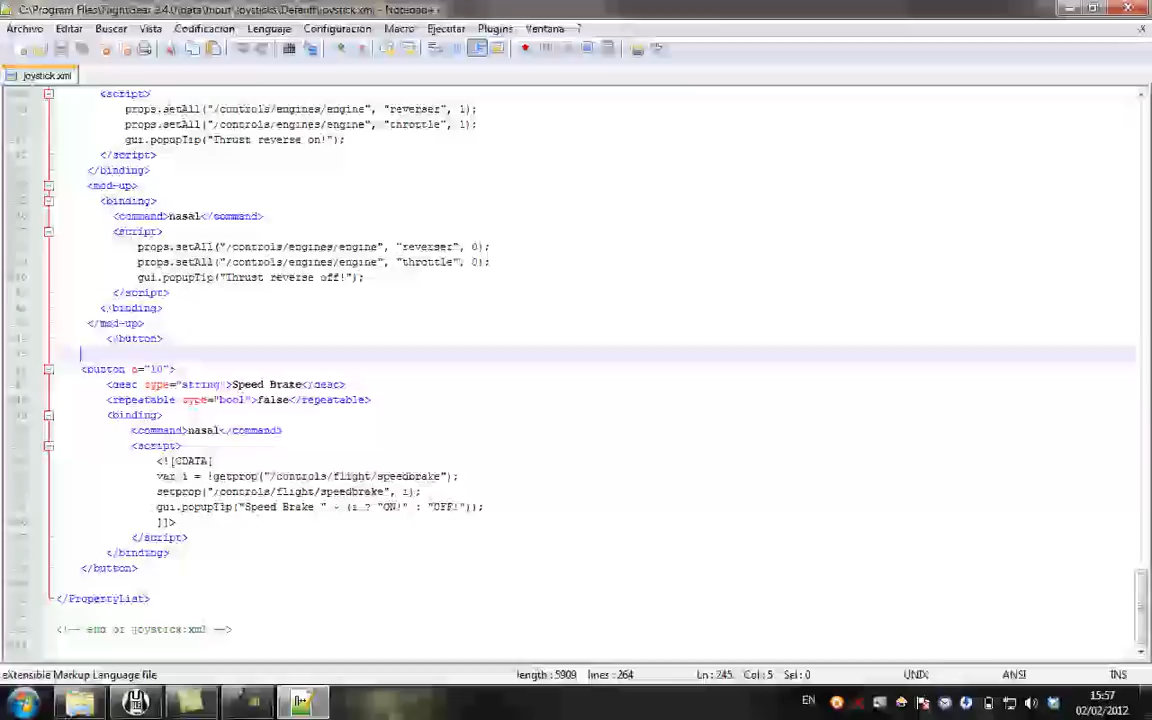 C:\Program Files\FlightGear 2.4.0\data\Input\Joysticks\Default\joystick.xml - Notepad++
Archivo Editar Buscar Vista Codificación Lenguaje Configuración Macro Ejecutar Plugins Ventana ? X
joystick.xml
<script>
props.setAll("/controls/engines/engine", "reverser", 1);
props.setAll("/controls/engines/engine", "throttle", 1);
gui.popupTip("Thrust reverse on!");
</script>
</binding>
<mod-up>
<binding>
<command>nasal</command>
<script>
props.setAll("/controls/engines/engine", "reverser", 0);
props.setAll("/controls/engines/engine", "throttle", 0);
gui.popupTip("Thrust reverse off!");
</script>
</binding>
</mod-up>
</button>
<button n="10">
<desc type="string">Speed Brake</desc>
<repeatable type="bool">false</repeatable>
<binding>
<command>nasal</command>
<script>
<![CDATA[
var i = !getprop("/controls/flight/speedbrake");
setprop("/controls/flight/speedbrake", i);
gui.popupTip("Speed Brake " ~ (i ? "ON!" : "OFF!"));
]]>
</script>
</binding>
</button>
</PropertyList>
<!-- end of joystick.xml -->
eXtensible Markup Language file length : 5909 lines : 264 Ln : 245 Col : 5 Sel : 0 UNIX ANSI INS
EN 15:57
02/02/2012